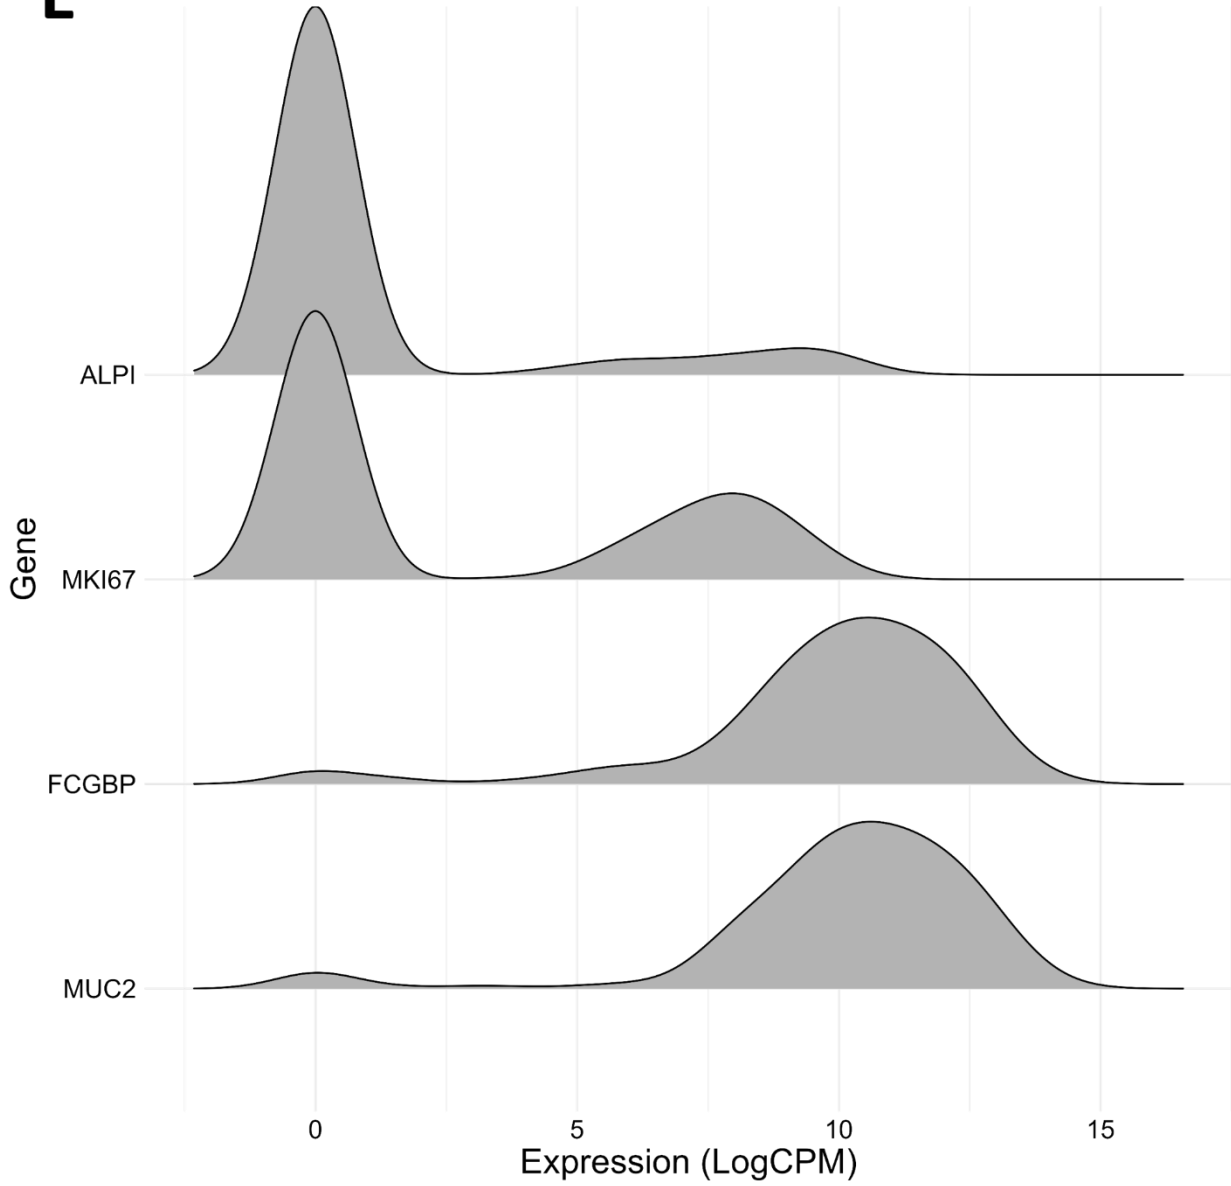 E
ALPI
MKI67
FCGBP
MUC2
Gene
0 5 10 15
Expression (LogCPM)